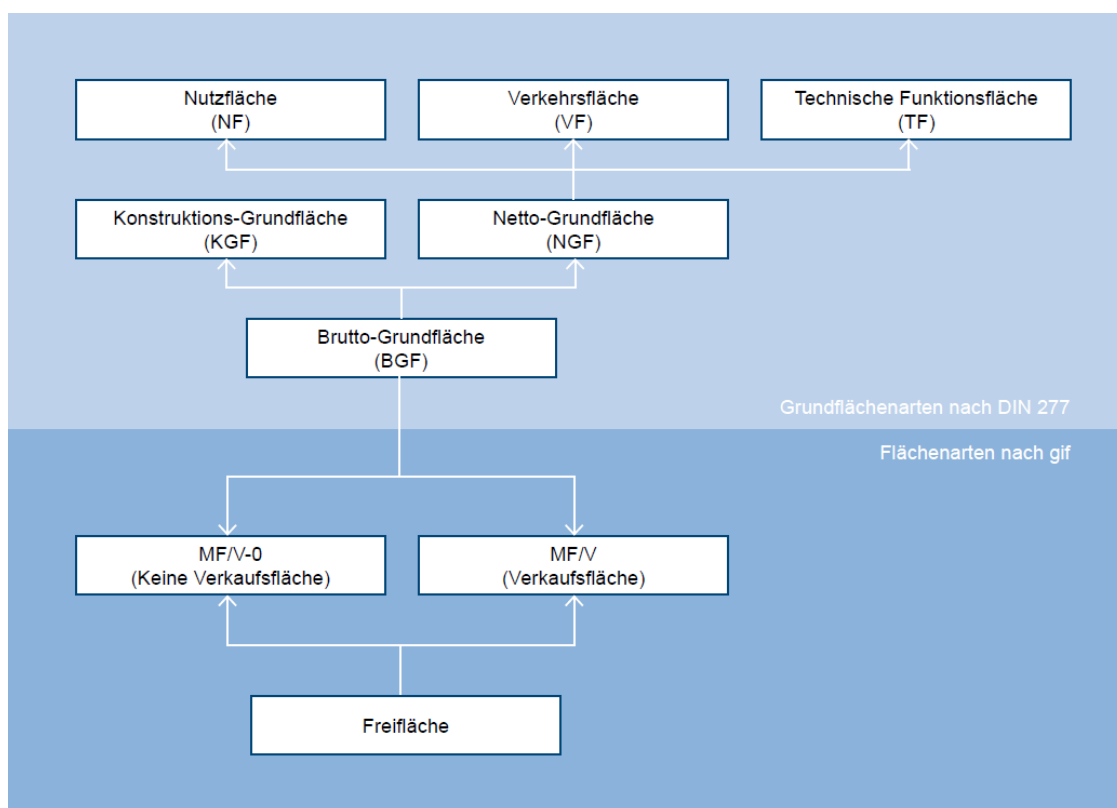 Nutzfläche
(NF)
Verkehrsfläche
(VF)
Technische Funktionsfläche
(TF)
Konstruktions-Grundfläche
(KGF)
Netto-Grundfläche
(NGF)
Brutto-Grundfläche
(BGF)
Grundflächenarten nach DIN 277
Flächenarten nach gif
MF/V-0
(Keine Verkaufsfläche)
MF/V
(Verkaufsfläche)
Freifläche